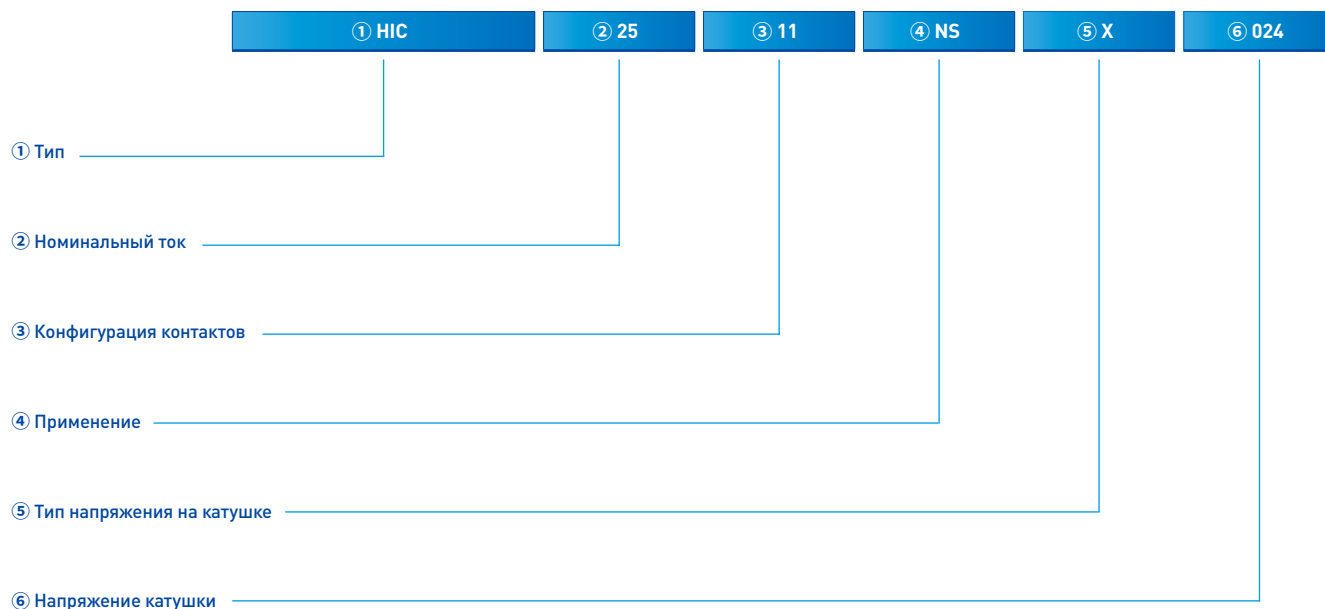 ① HIC ② 25 ③ 11 ④ NS ⑤ X ⑥ 024
① Тип
② Номинальный ток
③ Конфигурация контактов
④ Применение
⑤ Тип напряжения на катушке
⑥ Напряжение катушки